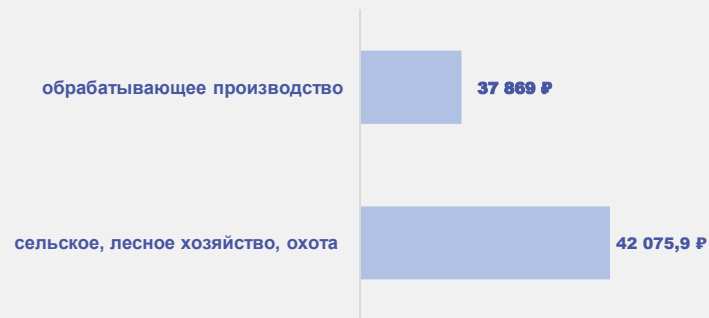 обрабатывающее производство
37 869 ₽
сельское, лесное хозяйство, охота
42 075,9 ₽